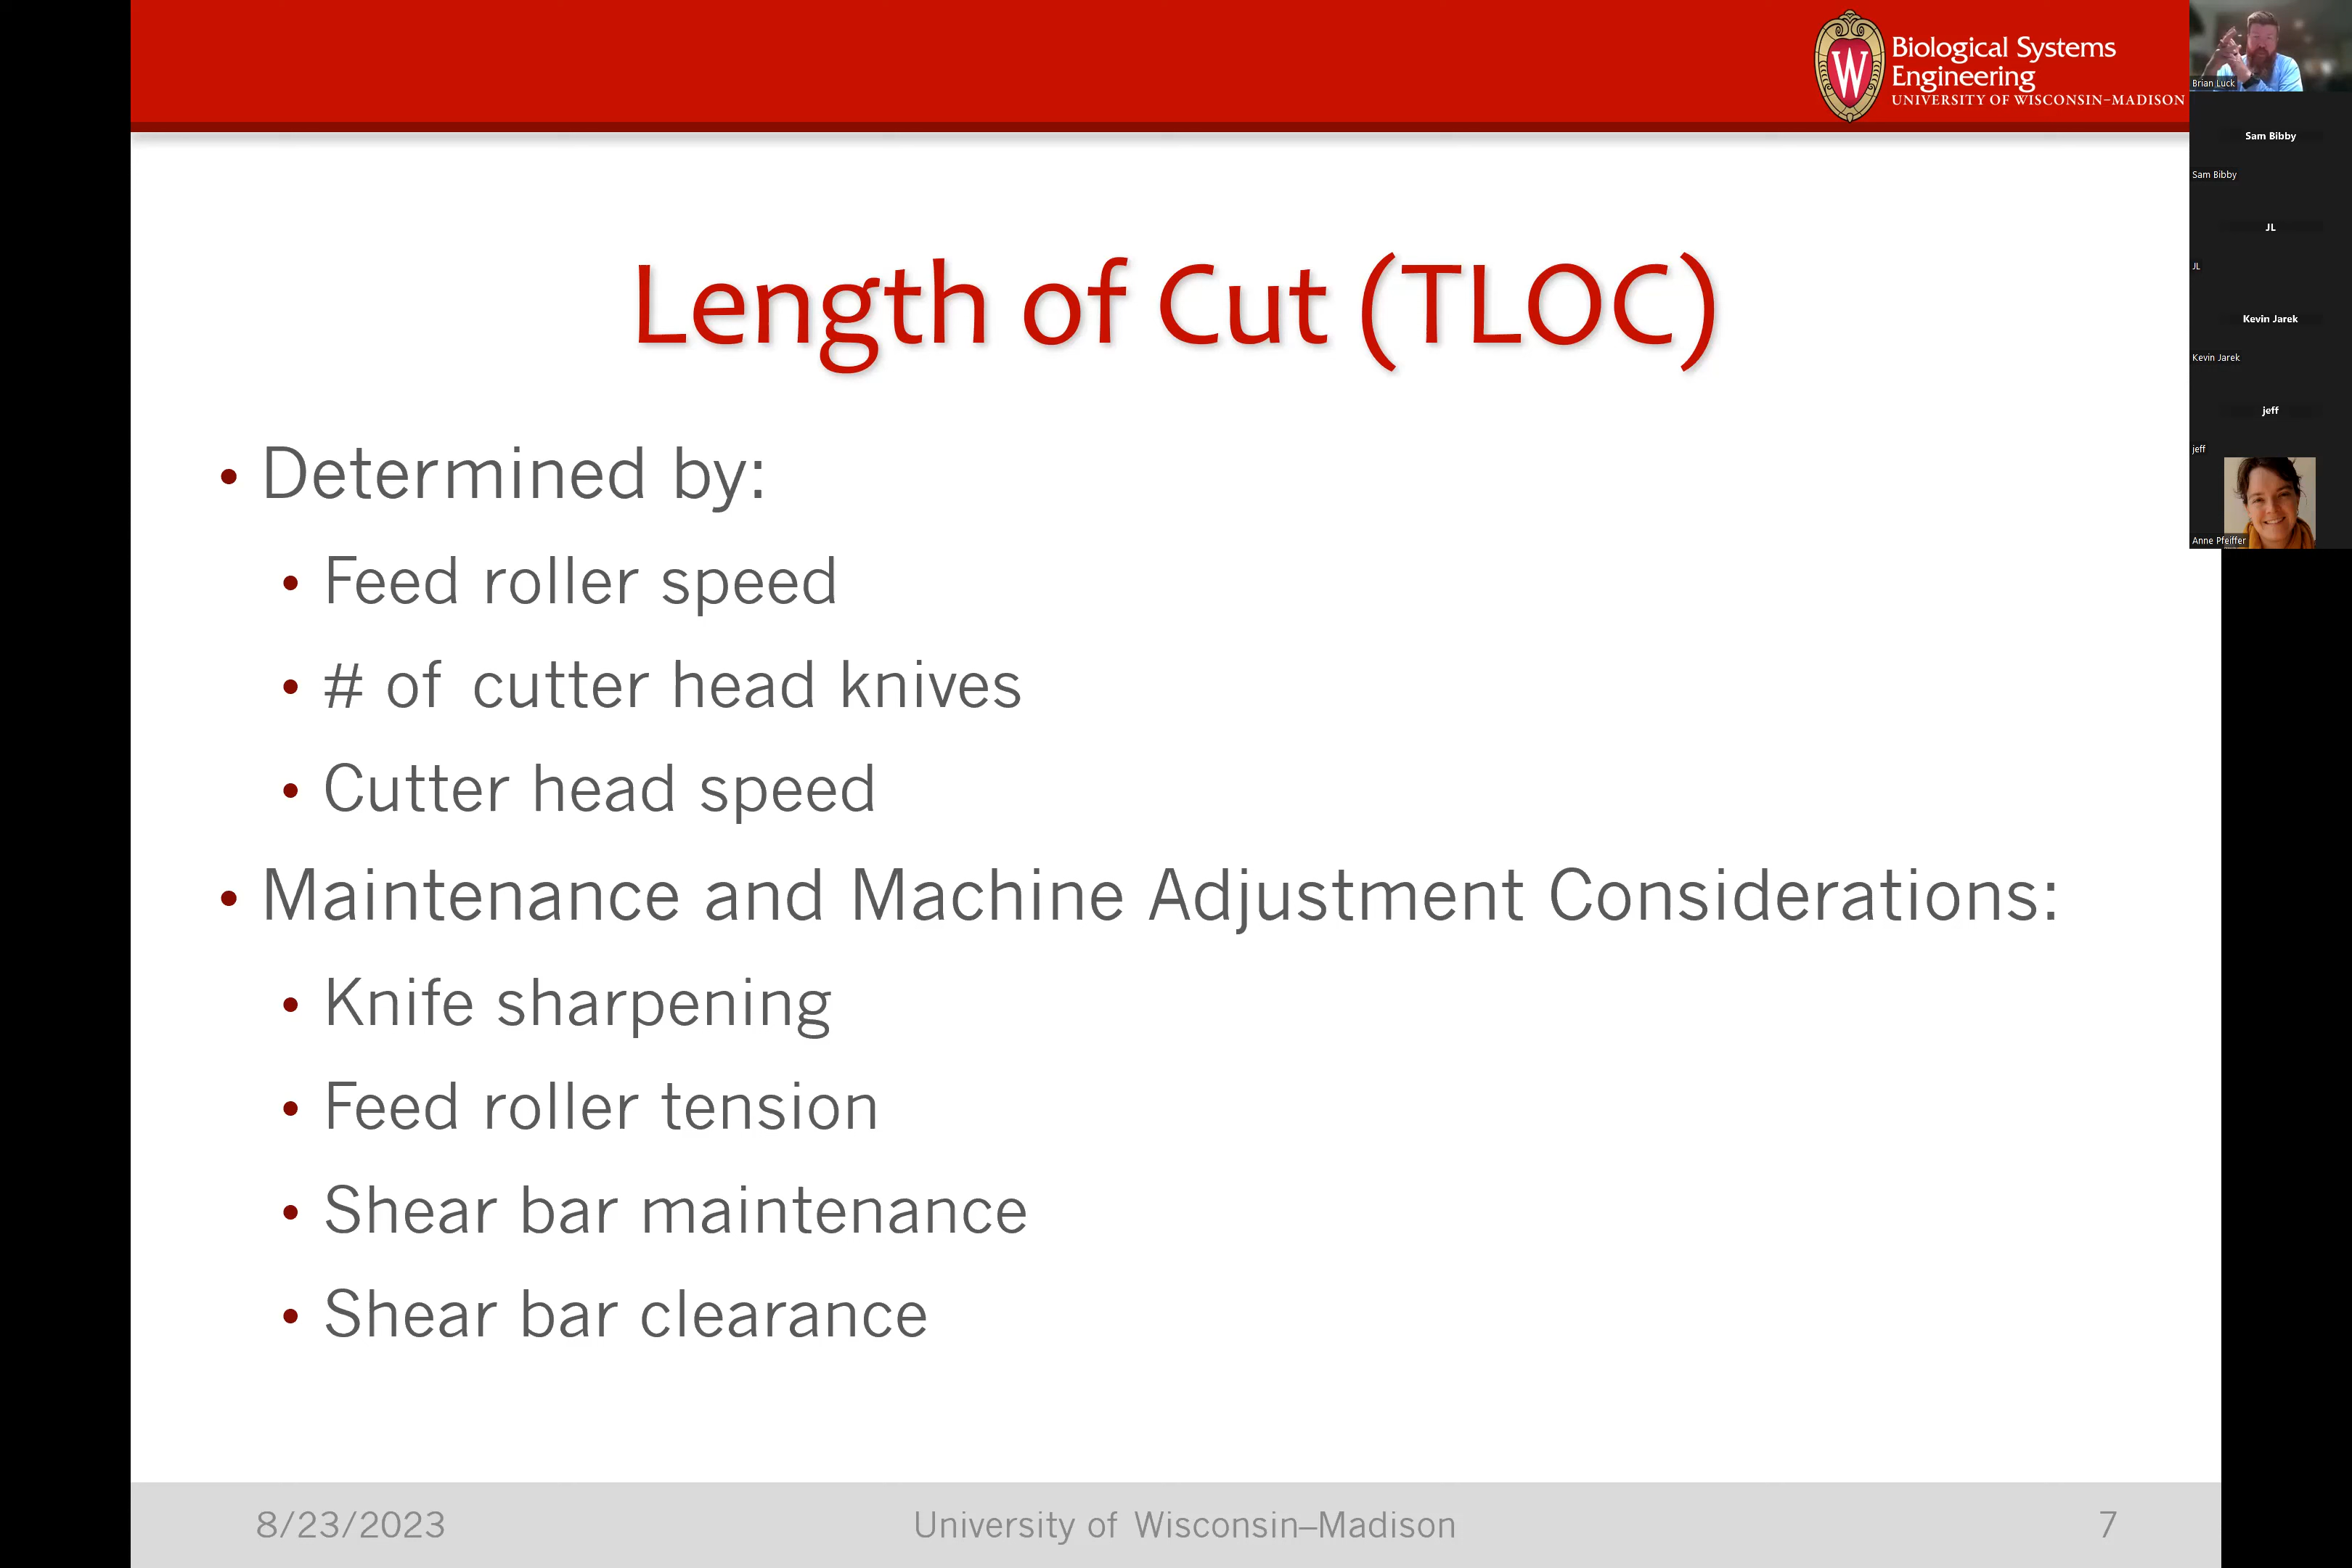 Biological Systems
Engineering
UNIVERSITY OF WISCONSIN–MADISON
Length of Cut (TLOC)
• Determined by:
• Feed roller speed
• # of cutter head knives
• Cutter head speed
• Maintenance and Machine Adjustment Considerations:
• Knife sharpening
• Feed roller tension
• Shear bar maintenance
• Shear bar clearance
8/23/2023
University of Wisconsin–Madison
7
W
Brian Luck
Sam Bibby
Sam Bibby
JL
JL
Kevin Jarek
Kevin Jarek
jeff
jeff
Anne Pfeiffer